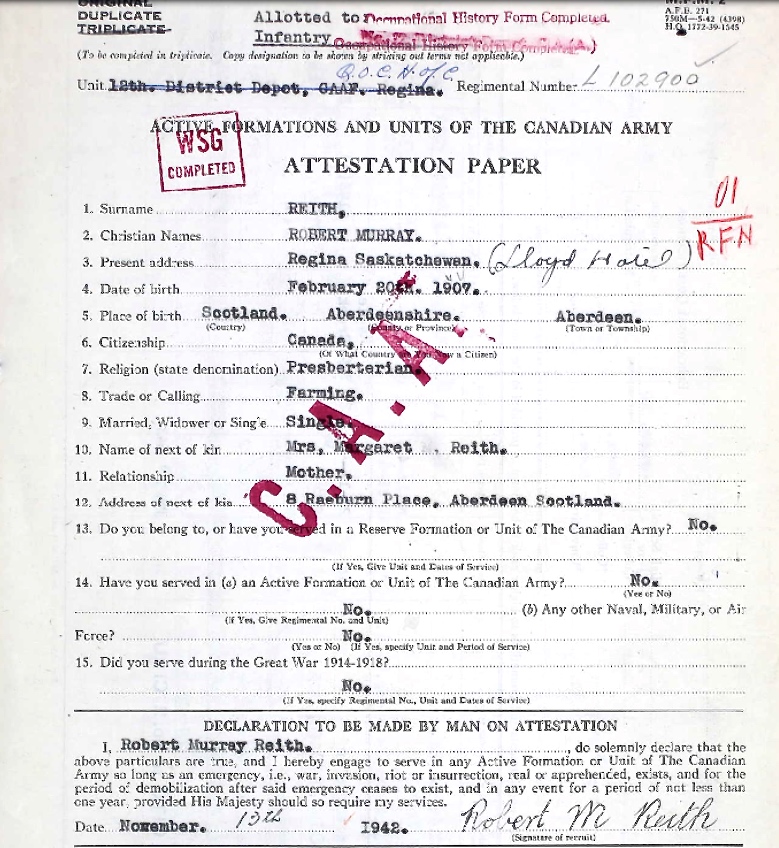 ORIGINAL
DUPLICATE
TRIPLICATE
Allotted to Occupational History Form Completed.
Infantry Occupational History Form Completed
A.F.B. 271
750M—5-42 (4398)
H.Q. 1772-39-1545
(To be completed in triplicate. Copy designation to be shown by striking out terms not applicable.)
Q.O.C.H. of C.
Unit 12th. District Depot, CAAF. Regina. Regimental Number L 102900
ACTIVE FORMATIONS AND UNITS OF THE CANADIAN ARMY
WSG
COMPLETED
ATTESTATION PAPER
01
R.F.N
1. Surname REITH,
2. Christian Names ROBERT MURRAY.
3. Present address Regina Saskatchewan. (Lloyd Hotel)
4. Date of birth February 20th. 1907.
5. Place of birth Scotland. Aberdeenshire. Aberdeen.
(Country) (County or Province) (Town or Township)
6. Citizenship Canada,
(Of What Country are You Now a Citizen)
7. Religion (state denomination) Presberterian.
8. Trade or Calling Farming.
9. Married, Widower or Single Single.
10. Name of next of kin Mrs, Margaret Reith.
11. Relationship Mother.
12. Address of next of kin 8 Raeburn Place, Aberdeen Scotland.
C.A.A.
13. Do you belong to, or have you served in a Reserve Formation or Unit of The Canadian Army? No.
(If Yes, Give Unit and Dates of Service)
14. Have you served in (a) an Active Formation or Unit of The Canadian Army? No.
(Yes or No)
No. (b) Any other Naval, Military, or Air
(If Yes, Give Regimental No. and Unit)
Force? No.
(Yes or No) (If Yes, specify Unit and Period of Service)
15. Did you serve during the Great War 1914-1918?
No.
(If Yes, specify Regimental No., Unit and Dates of Service)
DECLARATION TO BE MADE BY MAN ON ATTESTATION
I, Robert Murray Reith. , do solemnly declare that the
above particulars are true, and I hereby engage to serve in any Active Formation or Unit of The Canadian
Army so long as an emergency, i.e., war, invasion, riot or insurrection, real or apprehended, exists, and for the
period of demobilization after said emergency ceases to exist, and in any event for a period of not less than
one year, provided His Majesty should so require my services.
Date November. 13th 1942. Robert M Reith
(Signature of recruit)